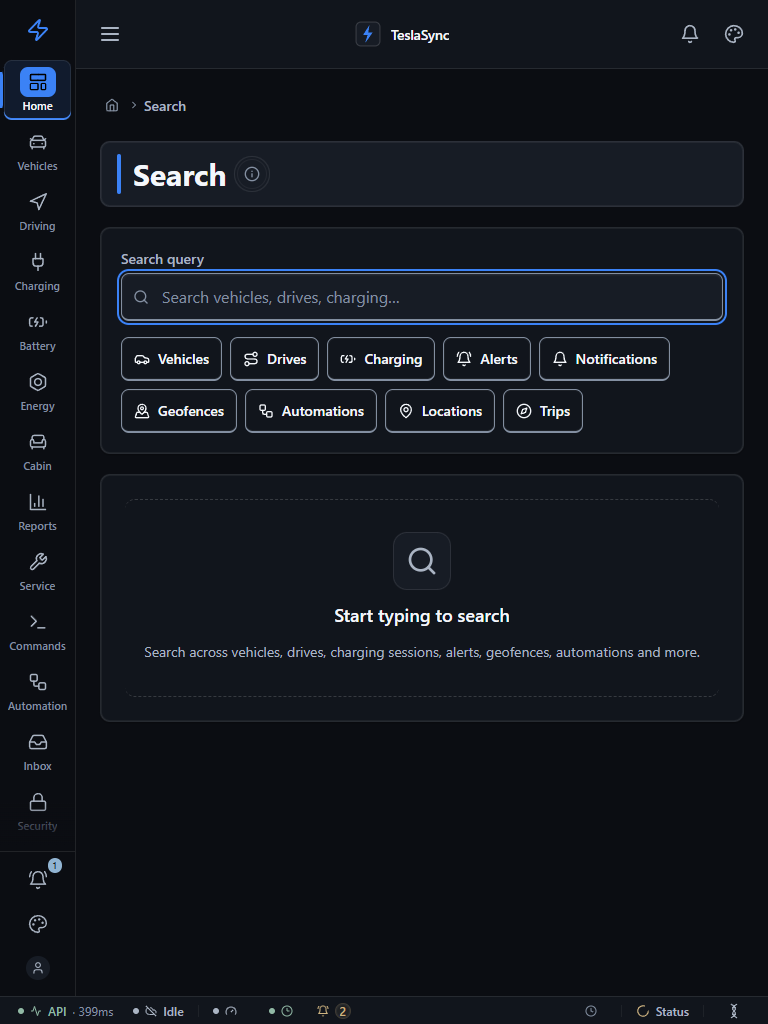 TeslaSync
Home
Vehicles
Driving
Charging
Battery
Energy
Cabin
Reports
Service
Commands
Automation
Inbox
Security
1
Search
Search
Search query
Search vehicles, drives, charging...
Vehicles Drives Charging Alerts Notifications
Geofences Automations Locations Trips
Start typing to search
Search across vehicles, drives, charging sessions, alerts, geofences, automations and more.
API · 399ms Idle 2 Status